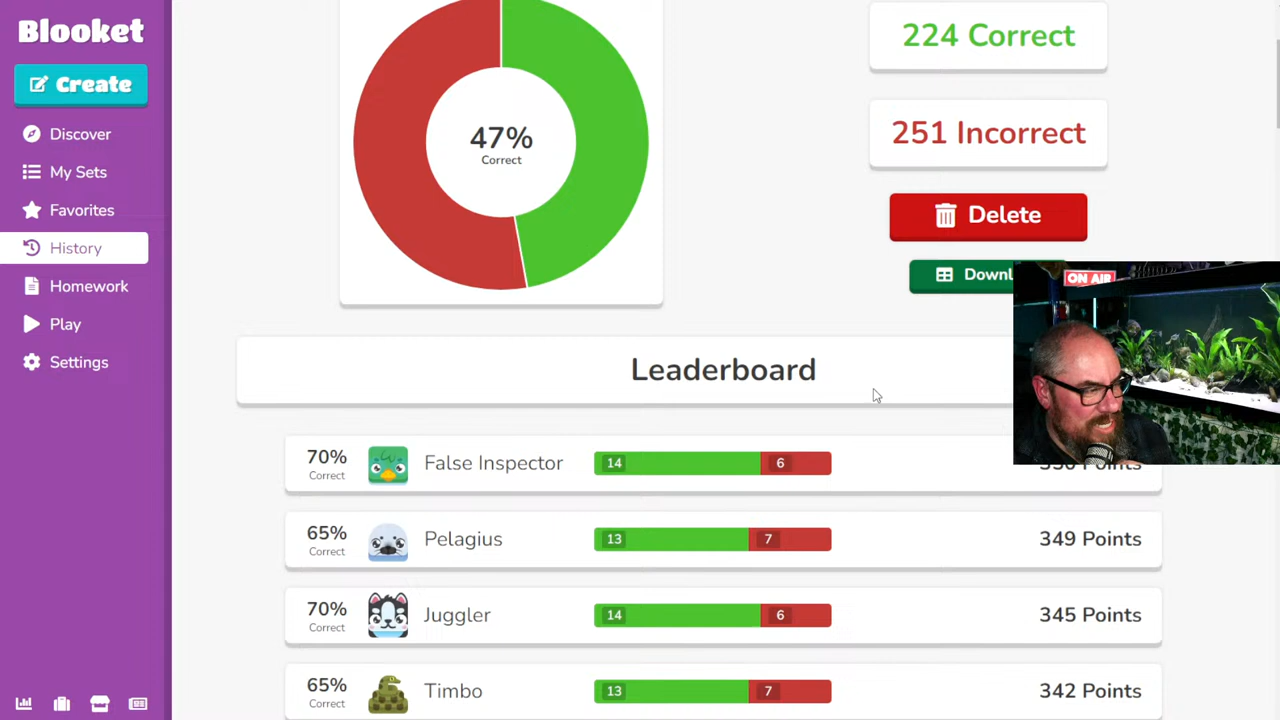 Blooket
Create
Discover
My Sets
Favorites
History
Homework
Play
Settings
47%
Correct
224 Correct
251 Incorrect
Delete
ON AIR
Leaderboard
70%
Correct
False Inspector
14
6
Points
65%
Correct
Pelagius
13
7
349 Points
70%
Correct
Juggler
14
6
345 Points
65%
Correct
Timbo
13
7
342 Points